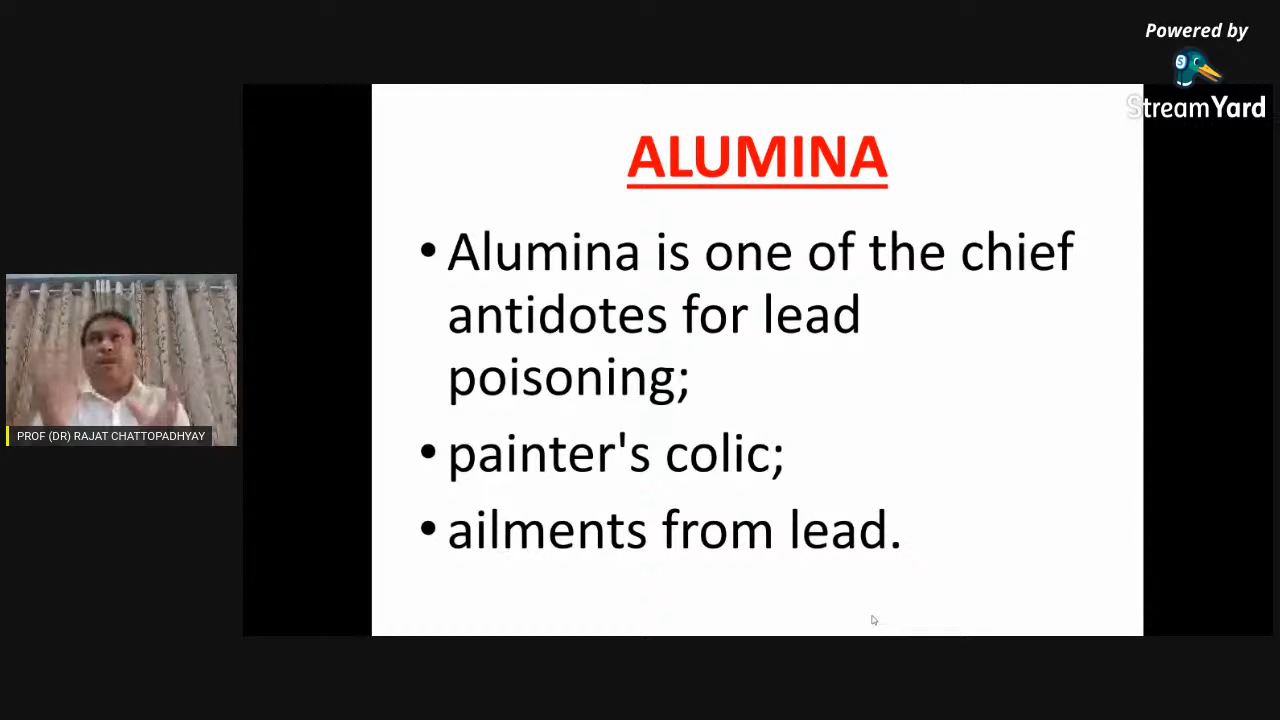 Powered by
StreamYard
ALUMINA
• Alumina is one of the chief
antidotes for lead
poisoning;
• painter's colic;
• ailments from lead.
PROF (DR) RAJAT CHATTOPADHYAY